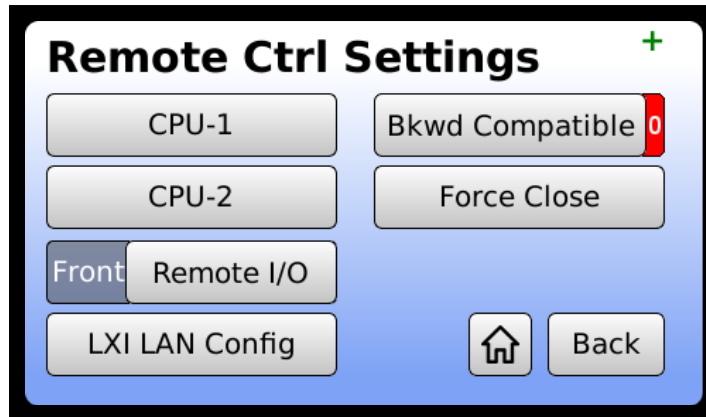 Remote Ctrl Settings
+
CPU-1
Bkwd Compatible 0
CPU-2
Force Close
Front Remote I/O
LXI LAN Config
Back